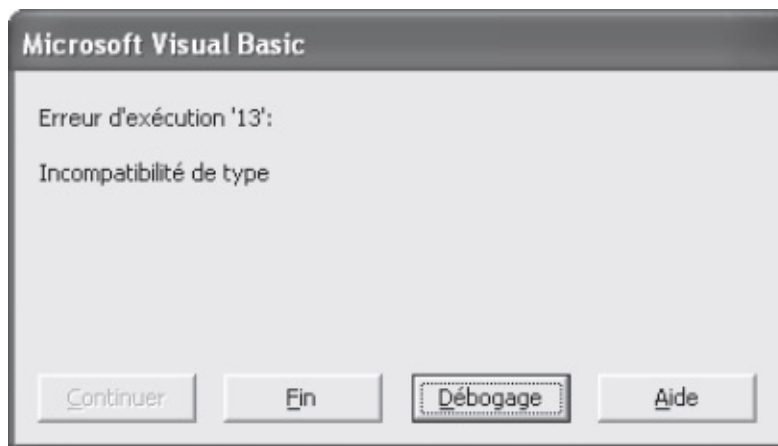 Microsoft Visual Basic
Erreur d'exécution '13':
Incompatibilité de type
Continuer Fin Débogage Aide